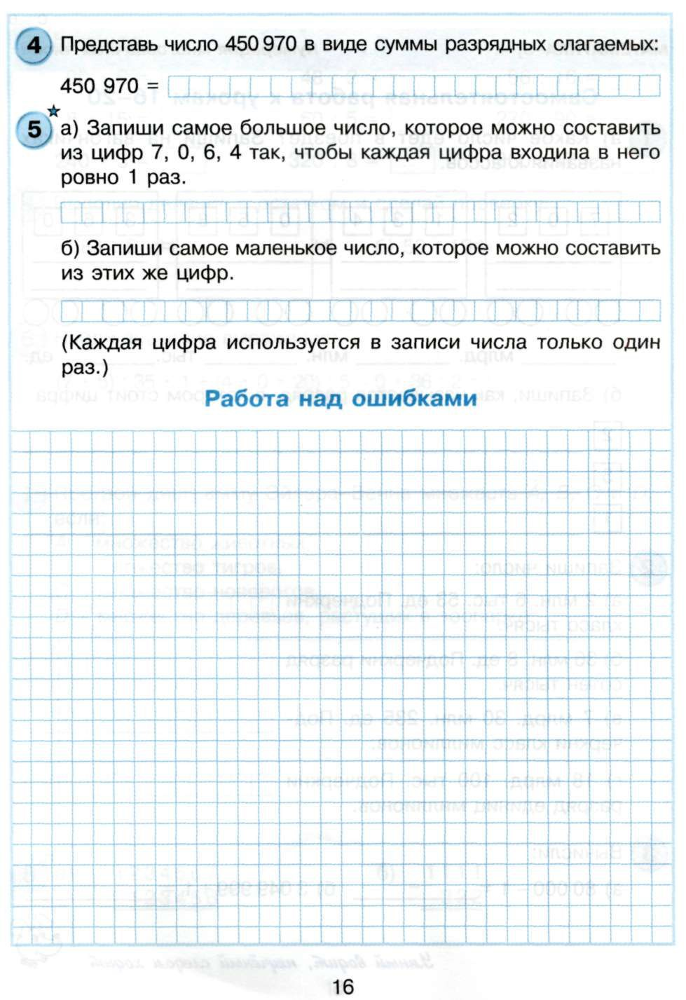 4 Представь число 450 970 в виде суммы разрядных слагаемых:
450 970 =
5 а) Запиши самое большое число, которое можно составить
из цифр 7, 0, 6, 4 так, чтобы каждая цифра входила в него
ровно 1 раз.
б) Запиши самое маленькое число, которое можно составить
из этих же цифр.
(Каждая цифра используется в записи числа только один
раз.)
Работа над ошибками
16